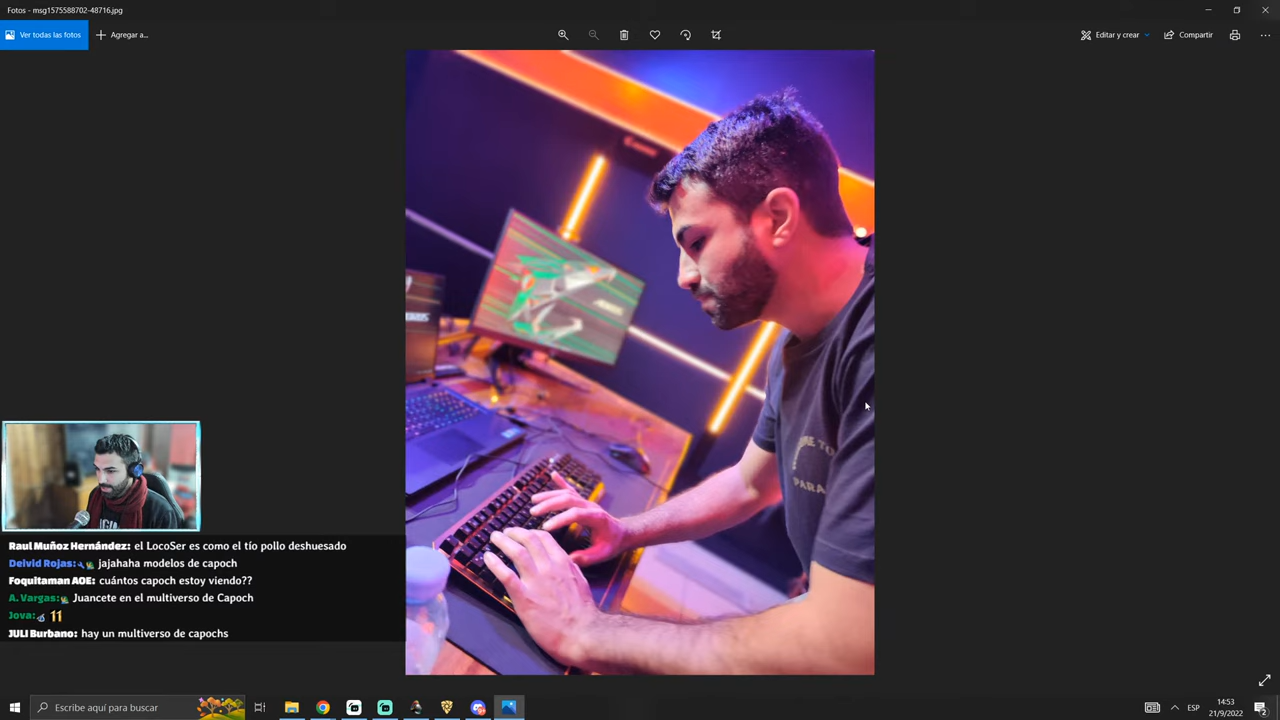 Fotos - msg1575588702-48716.jpg
Ver todas las fotos
Agregar a...
Editar y crear
Compartir
AORUS
PARA
Raul Muñoz Hernández: el LocoSer es como el tío pollo deshuesado
Deivid Rojas: jajahaha modelos de capoch
Foquitaman AOE: cuántos capoch estoy viendo??
A. Vargas: Juancete en el multiverso de Capoch
Jova: 11
JULI Burbano: hay un multiverso de capochs
Escribe aquí para buscar
ESP
14:53
21/9/2022
2